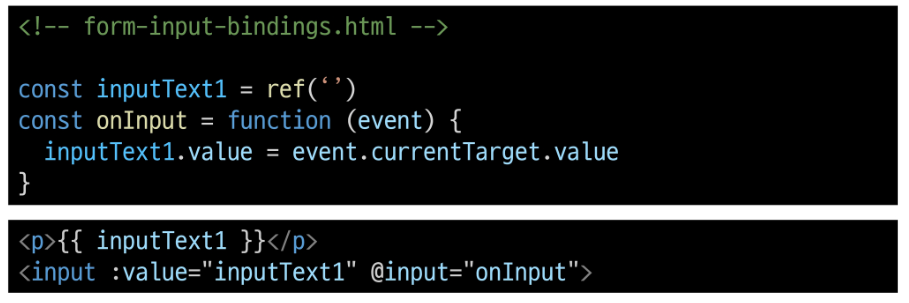 <!-- form-input-bindings.html -->
const inputText1 = ref(‘’)
const onInput = function (event) {
  inputText1.value = event.currentTarget.value
}
<p>{{ inputText1 }}</p>
<input :value="inputText1" @input="onInput">